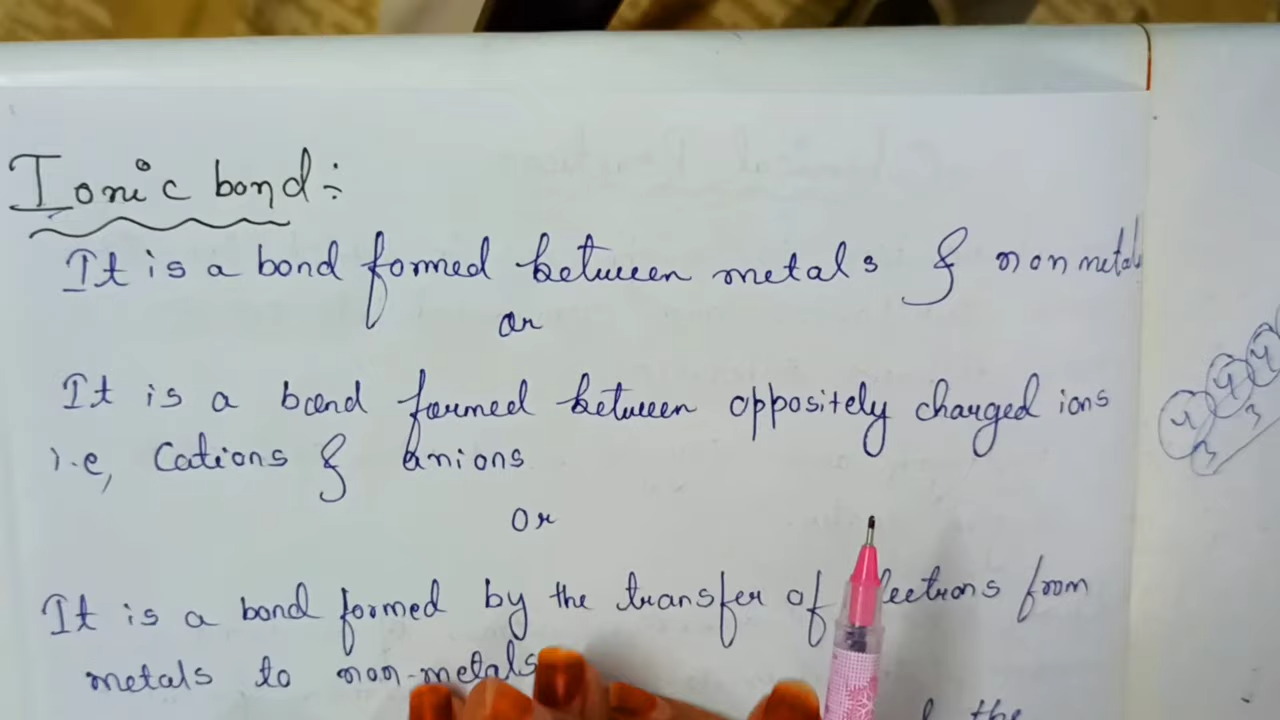 Ionic bond:
It is a bond formed between metals & non metals
or
It is a bond formed between oppositely charged ions
i.e, Cations & anions
Or
It is a bond formed by the transfer of electrons from
metals to non-metals
the